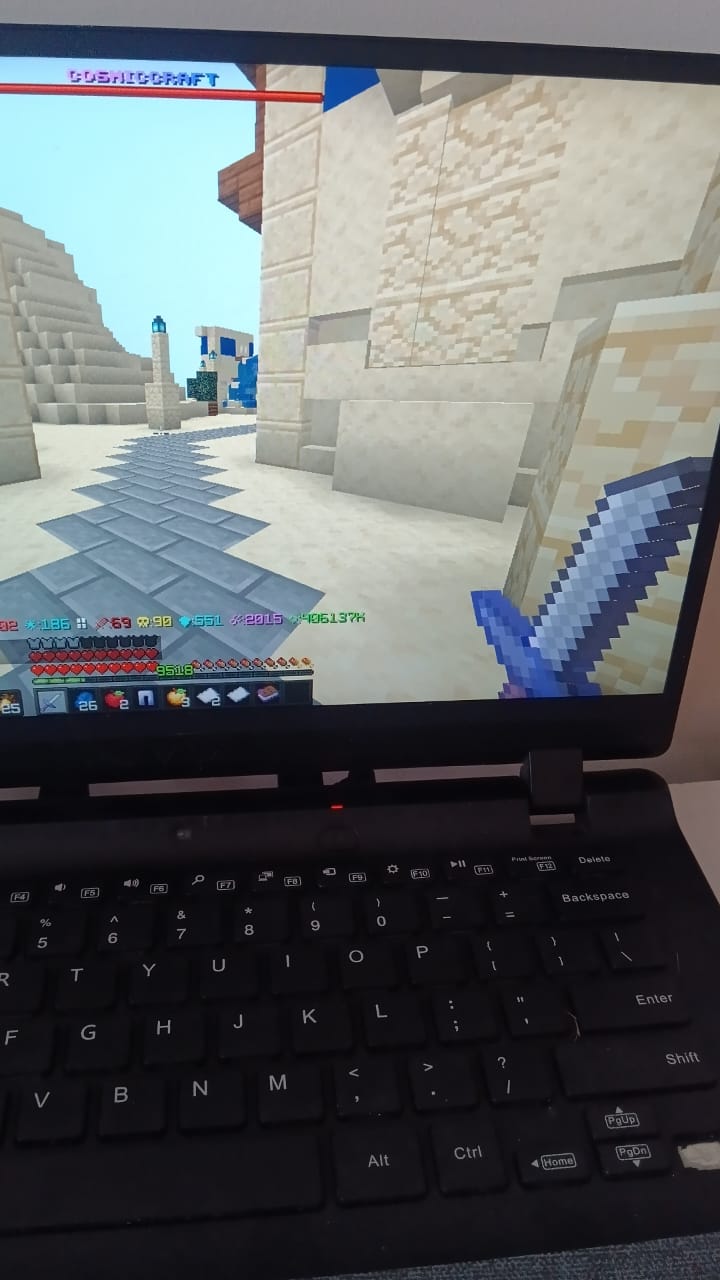 COSMICCRAFT
02 186 69 90 551 2015 406137H
9518
25 26 2 3 2
F4 F5 F6 F7 F8 F9 F10 F11 Print Screen F12 Delete
% ^ & * ( ) — + Backspace
5 6 7 8 9 0 - =
R T Y U I O P { } | \
F G H J K L : ; " ' Enter
V B N M < , > . ? / Shift
PgUp
Alt Ctrl Home PgDn